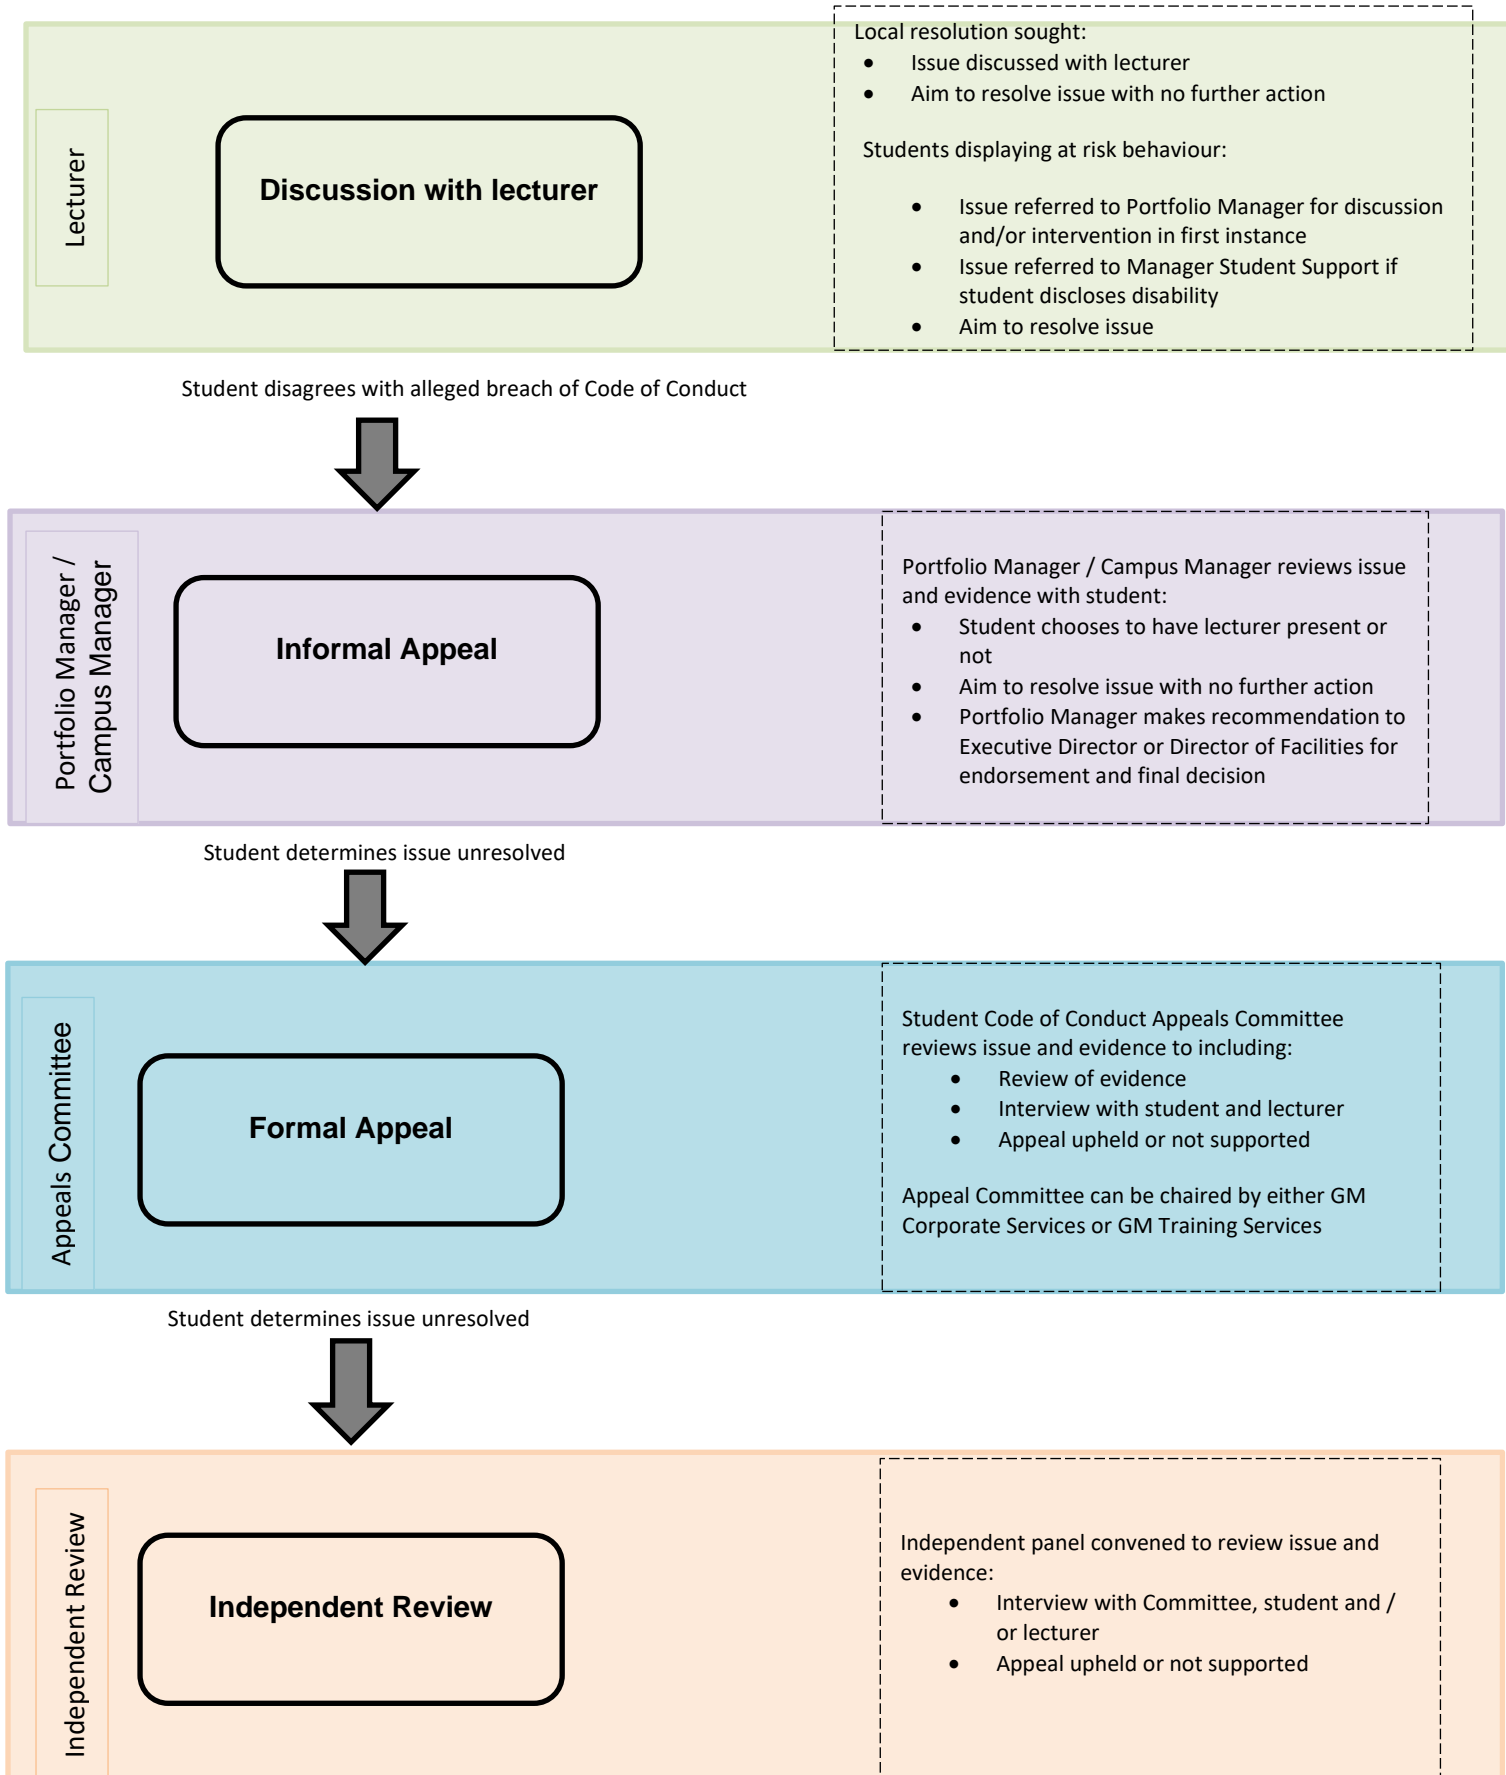 Local resolution sought:
• Issue discussed with lecturer
• Aim to resolve issue with no further action
Lecturer
Discussion with lecturer
Students displaying at risk behaviour:
• Issue referred to Portfolio Manager for discussion
and/or intervention in first instance
• Issue referred to Manager Student Support if
student discloses disability
• Aim to resolve issue
Student disagrees with alleged breach of Code of Conduct
Portfolio Manager /
Campus Manager
Informal Appeal
Portfolio Manager / Campus Manager reviews issue
and evidence with student:
• Student chooses to have lecturer present or
not
• Aim to resolve issue with no further action
• Portfolio Manager makes recommendation to
Executive Director or Director of Facilities for
endorsement and final decision
Student determines issue unresolved
Appeals Committee
Formal Appeal
Student Code of Conduct Appeals Committee
reviews issue and evidence to including:
• Review of evidence
• Interview with student and lecturer
• Appeal upheld or not supported
Appeal Committee can be chaired by either GM
Corporate Services or GM Training Services
Student determines issue unresolved
Independent Review
Independent Review
Independent panel convened to review issue and
evidence:
• Interview with Committee, student and /
or lecturer
• Appeal upheld or not supported